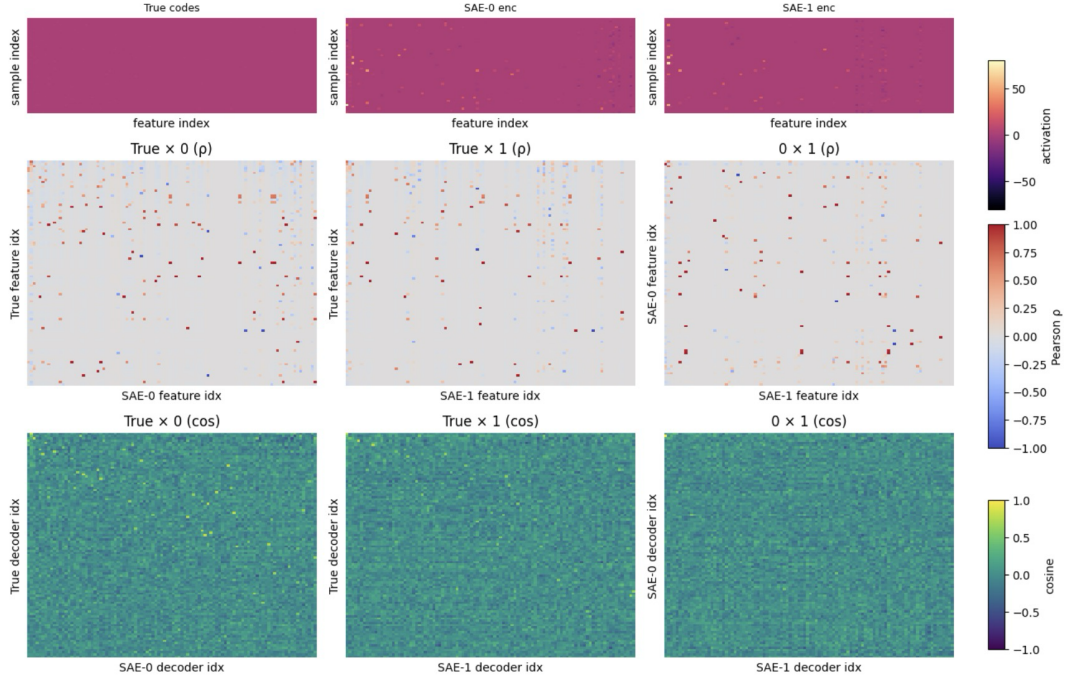 True codes
SAE-0 enc
SAE-1 enc
sample index
sample index
sample index
feature index
feature index
feature index
50
0
−50
activation
True × 0 (ρ)
True × 1 (ρ)
0 × 1 (ρ)
True feature idx
True feature idx
SAE-0 feature idx
SAE-0 feature idx
SAE-1 feature idx
SAE-1 feature idx
1.00
0.75
0.50
0.25
0.00
−0.25
−0.50
−0.75
−1.00
Pearson ρ
True × 0 (cos)
True × 1 (cos)
0 × 1 (cos)
True decoder idx
True decoder idx
SAE-0 decoder idx
SAE-0 decoder idx
SAE-1 decoder idx
SAE-1 decoder idx
1.0
0.5
0.0
−0.5
−1.0
cosine